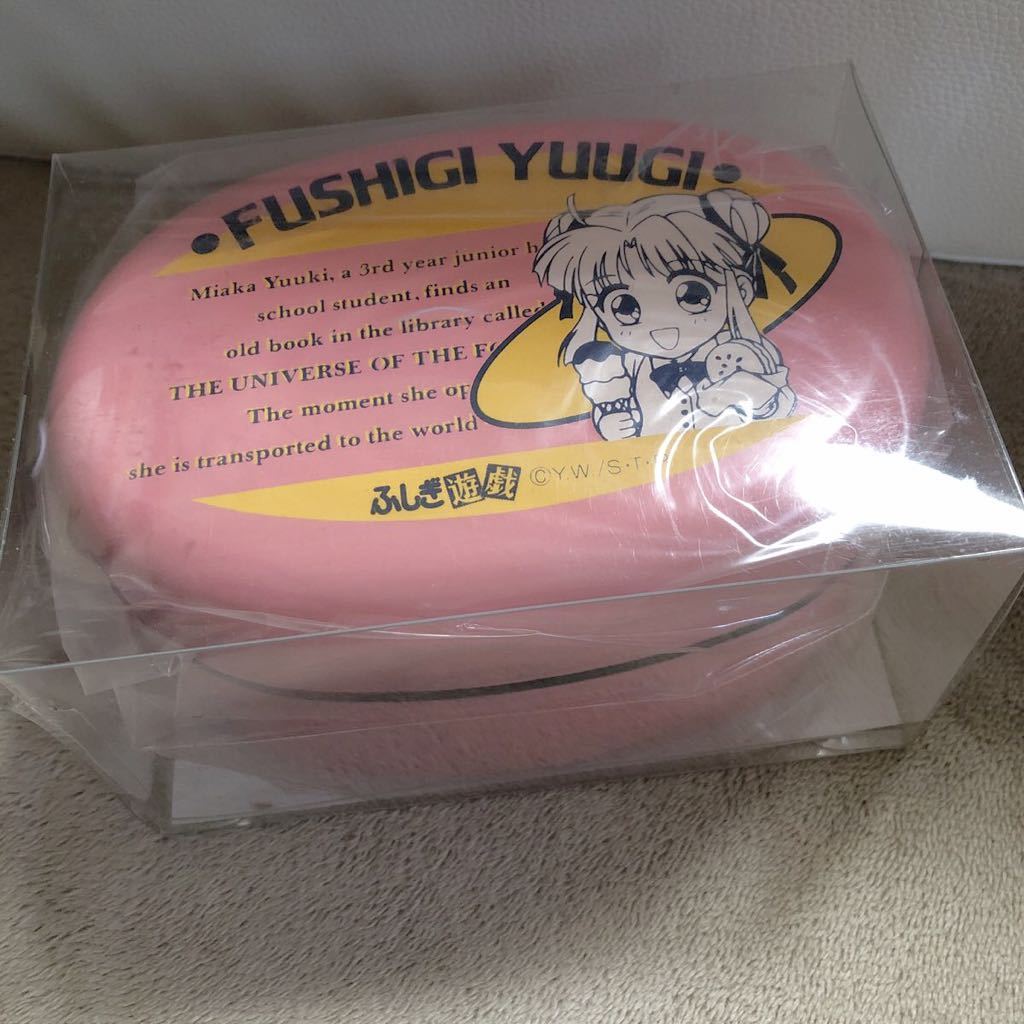 •FUSHIGI YUUGI•
Miaka Yuuki, a 3rd year junior h
school student, finds an
old book in the library called
THE UNIVERSE OF THE F
The moment she op
she is transported to the world
ふしぎ遊戯 ©Y.W./S・T・P